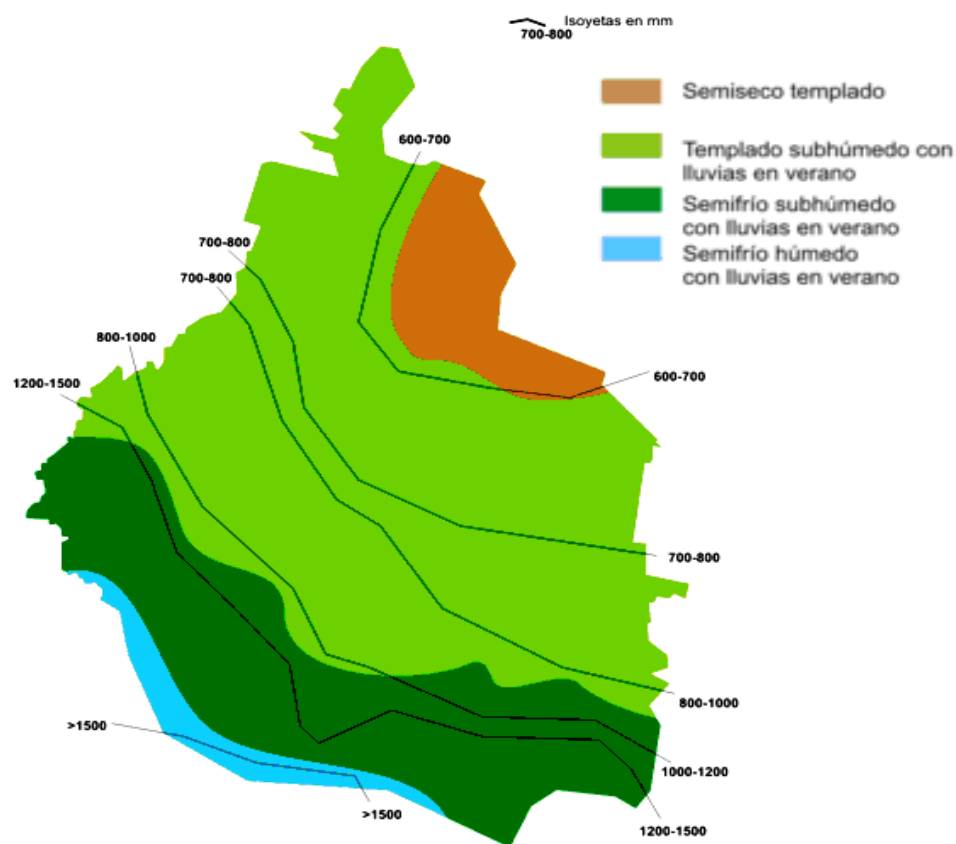 Isoyetas en mm
700-800
Semiseco templado
Templado subhúmedo con
lluvias en verano
Semifrío subhúmedo
con lluvias en verano
Semifrío húmedo
con lluvias en verano
600-700
700-800
700-800
800-1000
1200-1500
600-700
700-800
800-1000
>1500
1000-1200
>1500
1200-1500